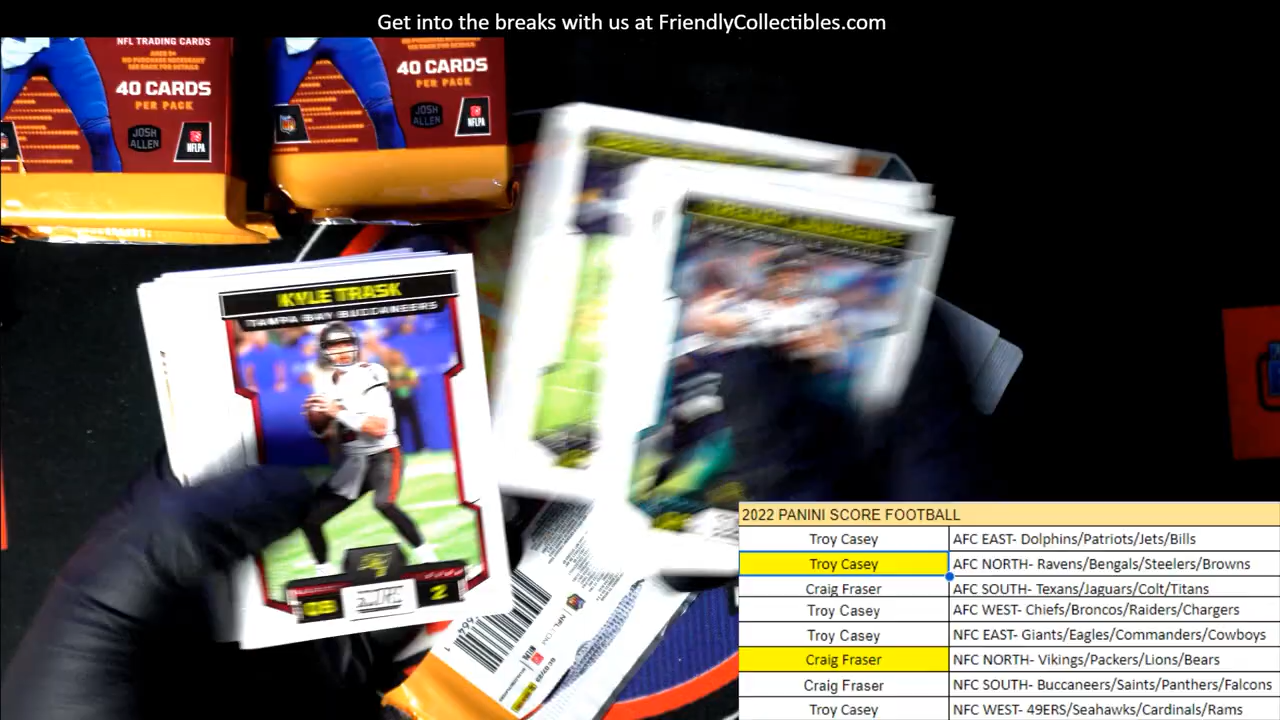 Get into the breaks with us at FriendlyCollectibles.com
NFL TRADING CARDS
40 CARDS
PER PACK
JOSH ALLEN
NFLPA
40 CARDS
PER PACK
JOSH ALLEN
NFLPA
KYLE TRASK
TAMPA BAY BUCCANEERS
QB
SCORE
2
TREVOR LAWRENCE
2022 PANINI SCORE FOOTBALL
Troy Casey AFC EAST- Dolphins/Patriots/Jets/Bills
Troy Casey AFC NORTH- Ravens/Bengals/Steelers/Browns
Craig Fraser AFC SOUTH- Texans/Jaguars/Colt/Titans
Troy Casey AFC WEST- Chiefs/Broncos/Raiders/Chargers
Troy Casey NFC EAST- Giants/Eagles/Commanders/Cowboys
Craig Fraser NFC NORTH- Vikings/Packers/Lions/Bears
Craig Fraser NFC SOUTH- Buccaneers/Saints/Panthers/Falcons
Troy Casey NFC WEST- 49ERS/Seahawks/Cardinals/Rams